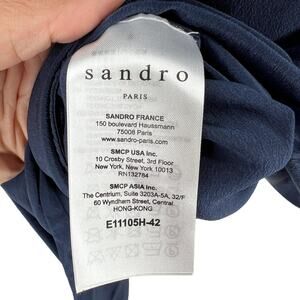 sandro
PARIS
SANDRO FRANCE
150 boulevard Haussmann
75008 Paris
www.sandro-paris.com
SMCP USA Inc.
10 Crosby Street, 3rd Floor
New York, New York 10013
RN132784
SMCP ASIA Inc.
The Centrium, Suite 3203A-5A, 32/F
60 Wyndham Street, Central.
HONG-KONG
E11105H-42